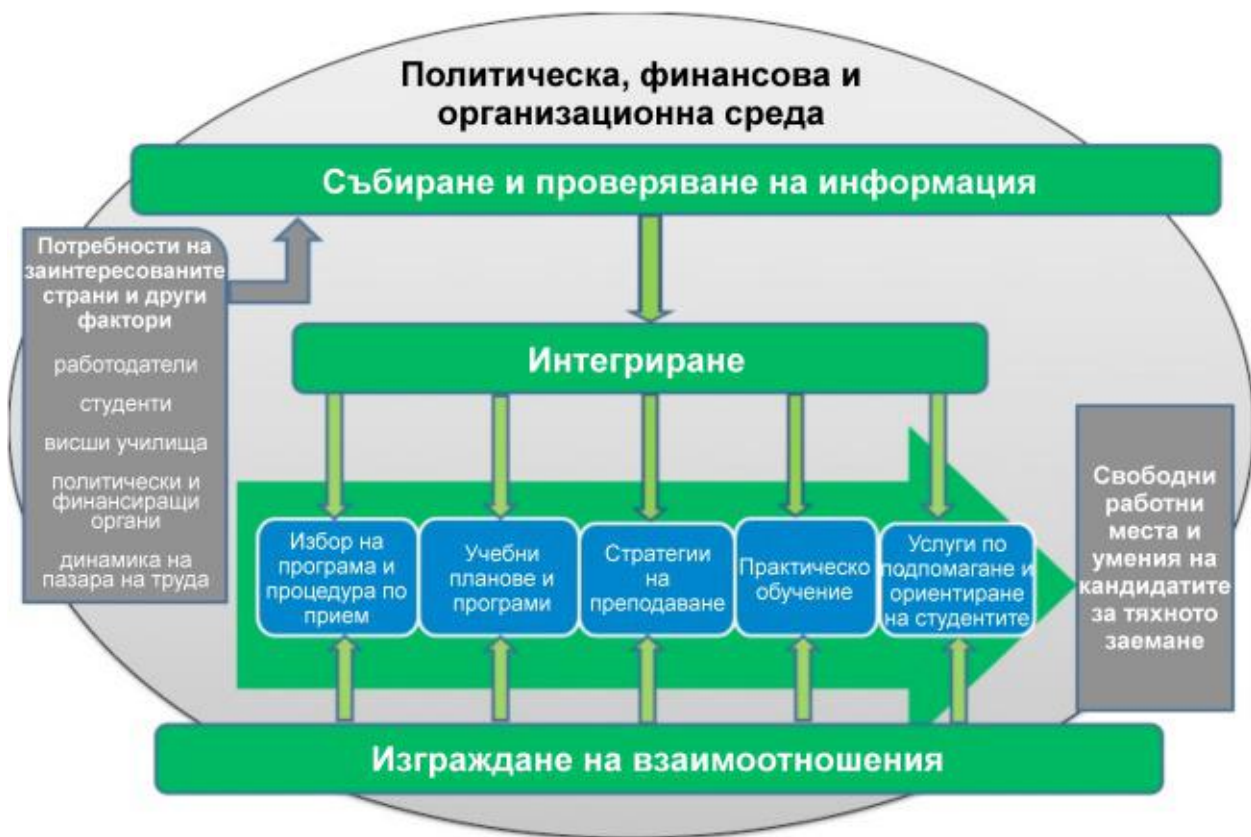 Политическа, финансова и
организационна среда
Събиране и проверяване на информация
Потребности на
заинтересованите
страни и други
фактори
работодатели
студенти
висши училища
политически и
финансиращи
органи
динамика на
пазара на труда
Интегриране
Избор на
програма и
процедура по
прием
Учебни
планове и
програми
Стратегии
на
преподаване
Практическо
обучение
Услуги по
подпомагане и
ориентиране
на студентите
Свободни
работни
места и
умения на
кандидатите
за тяхното
заемане
Изграждане на взаимоотношения